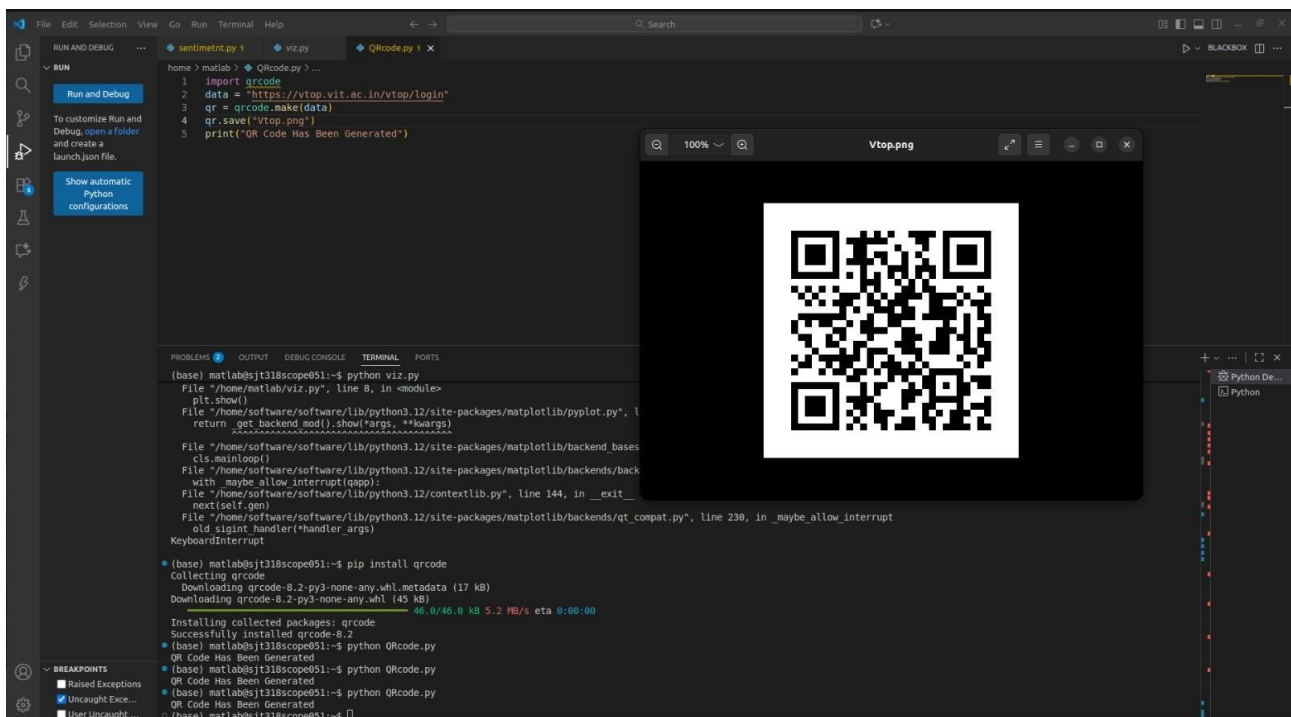 File Edit Selection View Go Run Terminal Help
Search
RUN AND DEBUG ...
RUN
Run and Debug
To customize Run and
Debug, open a folder
and create a
launch.json file.
Show automatic
Python
configurations
sentimetnt.py 1 viz.py QRcode.py 1
BLACKBOX
home > matlab > QRcode.py > ...
1 import qrcode
2 data = "https://vtop.vit.ac.in/vtop/login"
3 qr = qrcode.make(data)
4 qr.save("Vtop.png")
5 print("QR Code Has Been Generated")
100% Vtop.png
PROBLEMS 2 OUTPUT DEBUG CONSOLE TERMINAL PORTS
(base) matlab@sjt318scope051:~$ python viz.py
File "/home/matlab/viz.py", line 8, in <module>
plt.show()
File "/home/software/software/lib/python3.12/site-packages/matplotlib/pyplot.py", l
return _get_backend_mod().show(*args, **kwargs)
^^^^^^^^^^^^^^^^^^^^^^^^^^^^^^^^^^^^^^^^
File "/home/software/software/lib/python3.12/site-packages/matplotlib/backend_bases
cls.mainloop()
File "/home/software/software/lib/python3.12/site-packages/matplotlib/backends/back
with _maybe_allow_interrupt(qapp):
File "/home/software/software/lib/python3.12/contextlib.py", line 144, in __exit__
next(self.gen)
File "/home/software/software/lib/python3.12/site-packages/matplotlib/backends/qt_compat.py", line 230, in _maybe_allow_interrupt
old_sigint_handler(*handler_args)
KeyboardInterrupt
(base) matlab@sjt318scope051:~$ pip install qrcode
Collecting qrcode
Downloading qrcode-8.2-py3-none-any.whl.metadata (17 kB)
Downloading qrcode-8.2-py3-none-any.whl (45 kB)
46.0/46.0 kB 5.2 MB/s eta 0:00:00
Installing collected packages: qrcode
Successfully installed qrcode-8.2
(base) matlab@sjt318scope051:~$ python QRcode.py
QR Code Has Been Generated
(base) matlab@sjt318scope051:~$ python QRcode.py
QR Code Has Been Generated
(base) matlab@sjt318scope051:~$ python QRcode.py
QR Code Has Been Generated
(base) matlab@sjt318scope051:~$
Python De...
Python
BREAKPOINTS
Raised Exceptions
Uncaught Exce...
User Uncaught ...